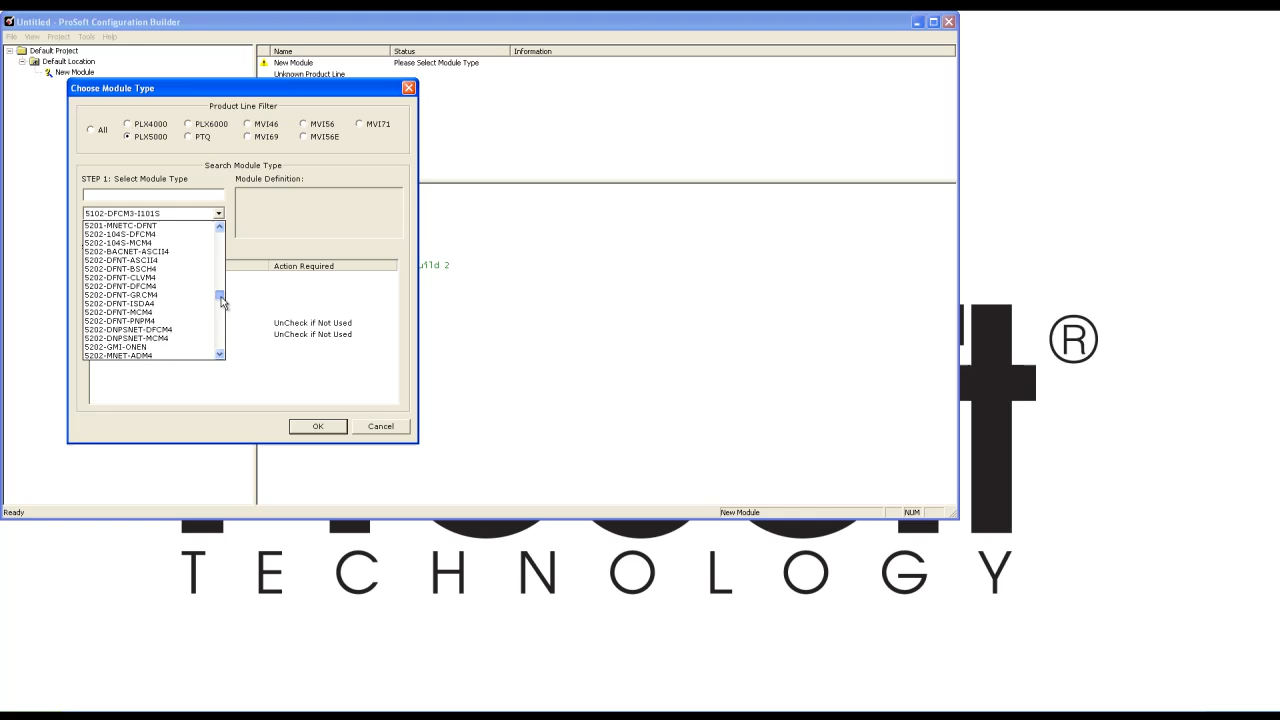 Untitled - ProSoft Configuration Builder
File View Project Tools Help
Default Project
Default Location
New Module
Name Status Information
New Module Please Select Module Type
Unknown Product Line
Choose Module Type
Product Line Filter
All
PLX4000 PLX6000 MVI46 MVI56 MVI71
PLX5000 PTQ MVI69 MVI56E
Search Module Type
STEP 1: Select Module Type Module Definition:
5102-DFCM3-I101S
5201-MNETC-DFNT
5202-104S-DFCM4
5202-104S-MCM4
5202-BACNET-ASCII4
5202-DFNT-ASCII4
5202-DFNT-BSCH4
5202-DFNT-CLVM4
5202-DFNT-DFCM4
5202-DFNT-GRCM4
5202-DFNT-ISDA4
5202-DFNT-MCM4
5202-DFNT-PNPM4
5202-DNPSNET-DFCM4
5202-DNPSNET-MCM4
5202-GMI-ONEN
5202-MNET-ADM4
Action Required
UnCheck if Not Used
UnCheck if Not Used
OK Cancel
uild 2
Ready New Module NUM
®
TECHNOLOGY